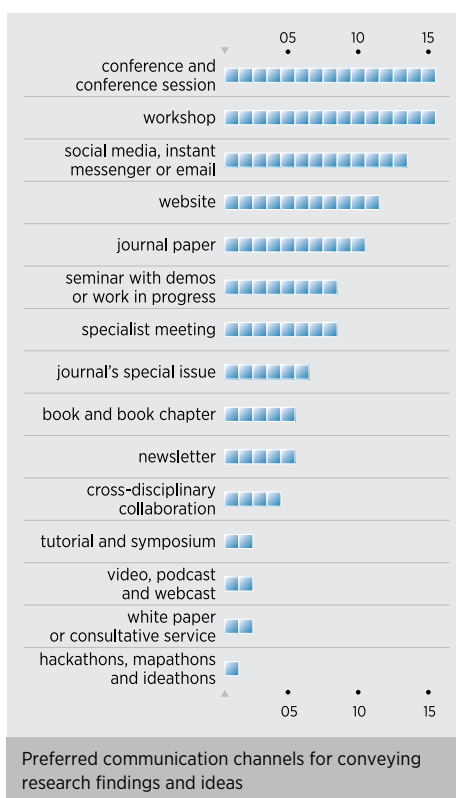 05 10 15
conference and
conference session
workshop
social media, instant
messenger or email
website
journal paper
seminar with demos
or work in progress
specialist meeting
journal’s special issue
book and book chapter
newsletter
cross-disciplinary
collaboration
tutorial and symposium
video, podcast
and webcast
white paper
or consultative service
hackathons, mapathons
and ideathons
05 10 15
Preferred communication channels for conveying
research findings and ideas